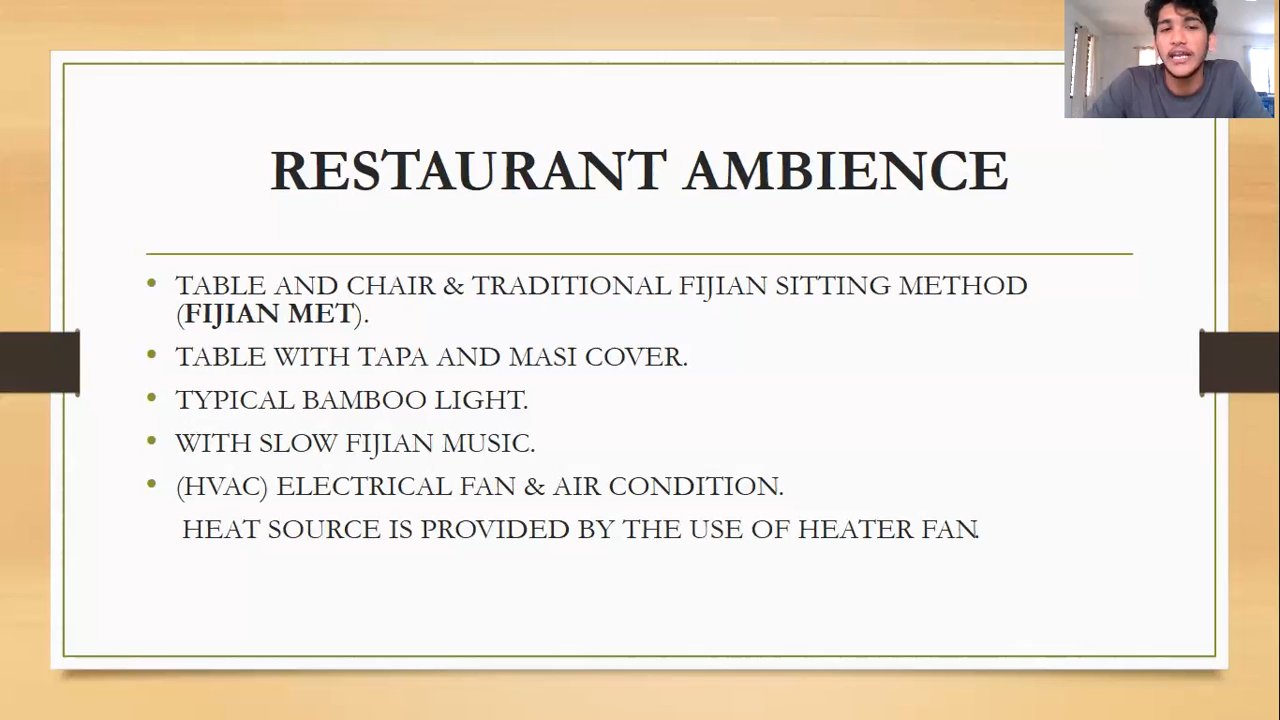 RESTAURANT AMBIENCE
• TABLE AND CHAIR & TRADITIONAL FIJIAN SITTING METHOD
(FIJIAN MET).
• TABLE WITH TAPA AND MASI COVER.
• TYPICAL BAMBOO LIGHT.
• WITH SLOW FIJIAN MUSIC.
• (HVAC) ELECTRICAL FAN & AIR CONDITION.
HEAT SOURCE IS PROVIDED BY THE USE OF HEATER FAN.